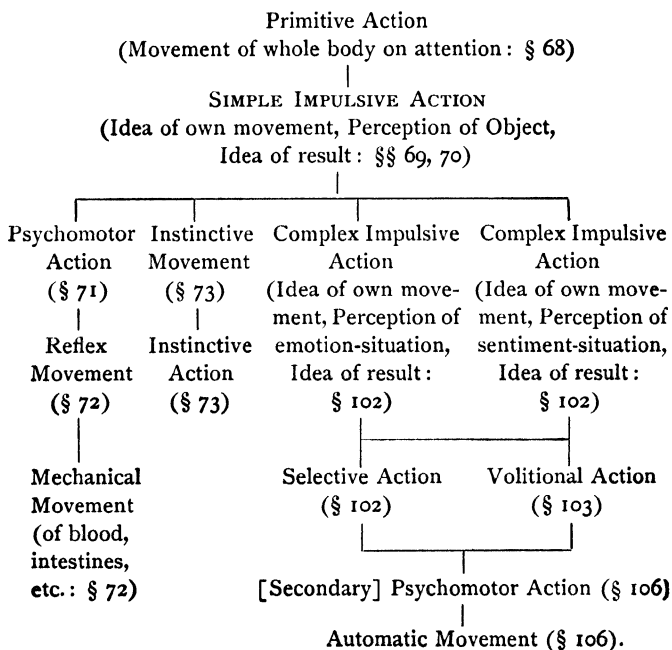 Primitive Action
(Movement of whole body on attention: § 68)
SIMPLE IMPULSIVE ACTION
(Idea of own movement, Perception of Object,
Idea of result: §§ 69, 70)
Psychomotor Action (§ 71)
Instinctive Movement (§ 73)
Complex Impulsive Action
(Idea of own move-
ment, Perception of
emotion-situation,
Idea of result:
§ 102)
Complex Impulsive Action
(Idea of own move-
ment, Perception of
sentiment-situation,
Idea of result:
§ 102)
Reflex
Movement
(§ 72)
Instinctive
Action
(§ 73)
Mechanical
Movement
(of blood,
intestines,
etc.: § 72)
Selective Action
(§ 102)
Volitional Action
(§ 103)
[Secondary] Psychomotor Action (§ 106)
Automatic Movement (§ 106).